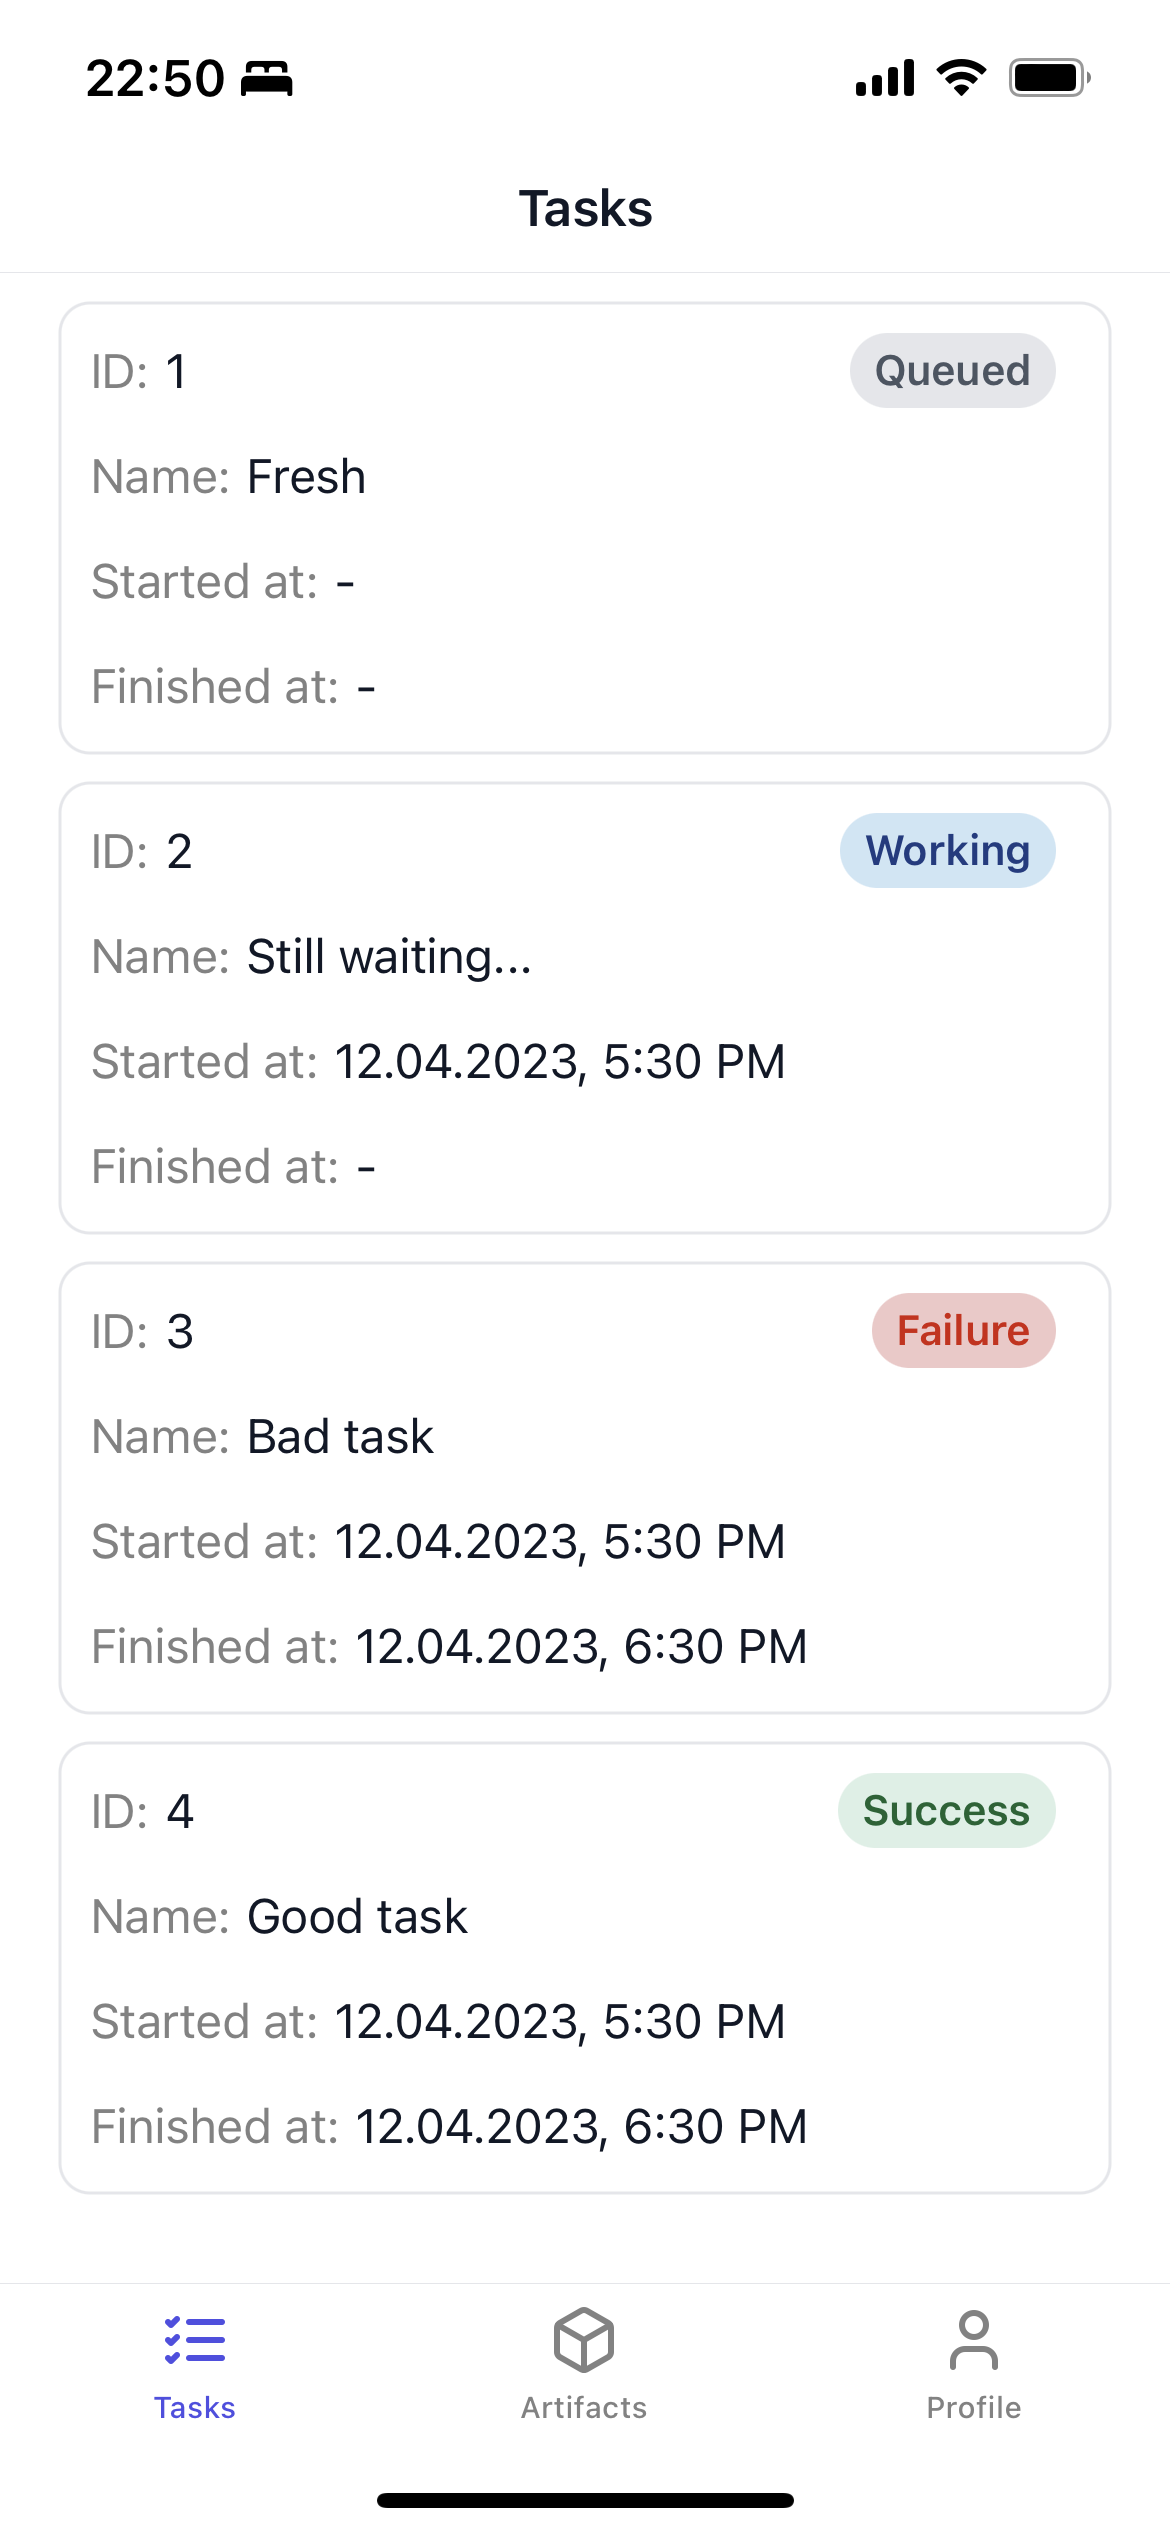 22:50
Tasks
ID: 1 Queued
Name: Fresh
Started at: -
Finished at: -
ID: 2 Working
Name: Still waiting...
Started at: 12.04.2023, 5:30 PM
Finished at: -
ID: 3 Failure
Name: Bad task
Started at: 12.04.2023, 5:30 PM
Finished at: 12.04.2023, 6:30 PM
ID: 4 Success
Name: Good task
Started at: 12.04.2023, 5:30 PM
Finished at: 12.04.2023, 6:30 PM
Tasks Artifacts Profile